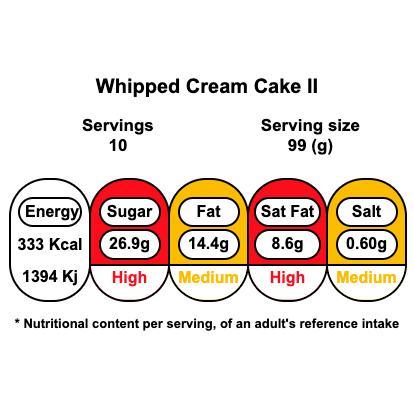 Whipped Cream Cake II
Servings
10
Serving size
99 (g)
Energy
333 Kcal
1394 Kj
Sugar
26.9g
High
Fat
14.4g
Medium
Sat Fat
8.6g
High
Salt
0.60g
Medium
* Nutritional content per serving, of an adult's reference intake